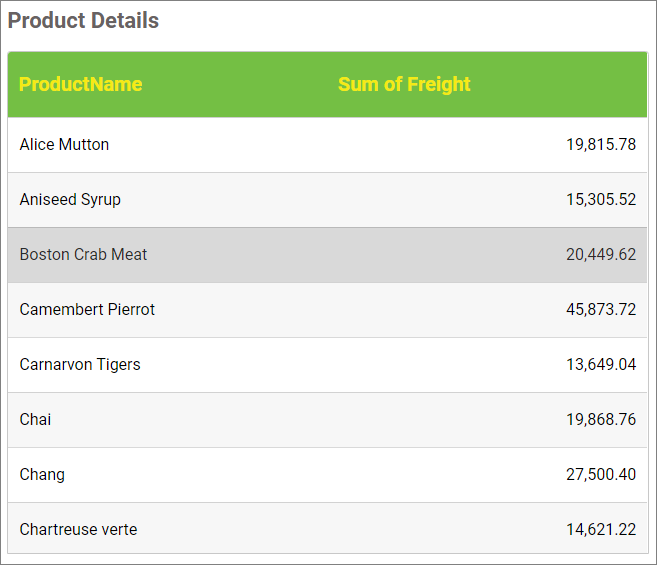 Product Details
ProductName Sum of Freight
Alice Mutton 19,815.78
Aniseed Syrup 15,305.52
Boston Crab Meat 20,449.62
Camembert Pierrot 45,873.72
Carnarvon Tigers 13,649.04
Chai 19,868.76
Chang 27,500.40
Chartreuse verte 14,621.22